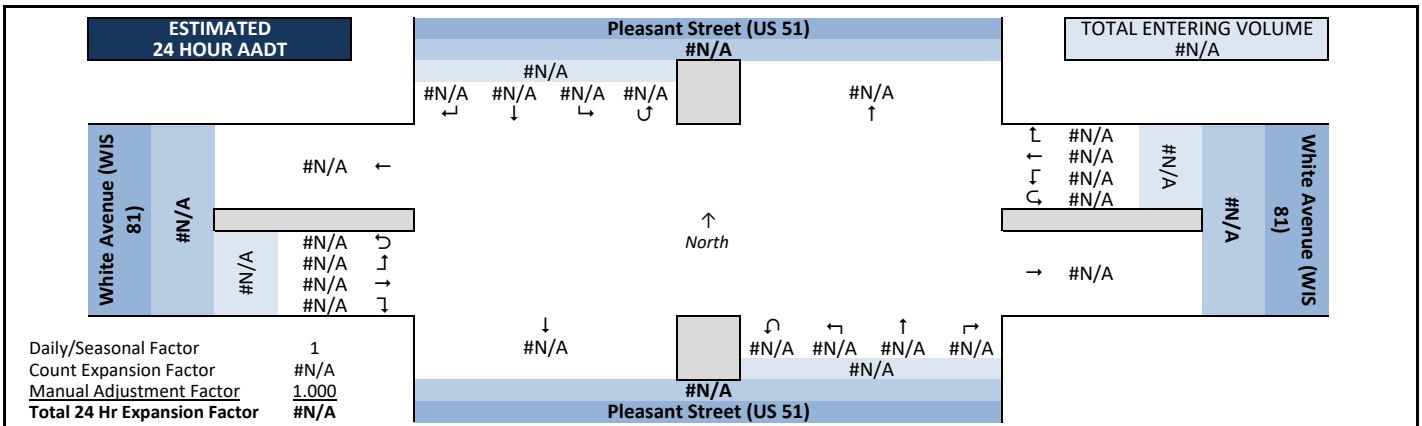 ESTIMATED
24 HOUR AADT
Pleasant Street (US 51)
#N/A
TOTAL ENTERING VOLUME
#N/A
#N/A
#N/A #N/A #N/A #N/A
↵ ↓ ↳ ↺
#N/A
↑
White Avenue (WIS
81)
#N/A
#N/A ←
#N/A
#N/A ⮌
#N/A ↑
#N/A →
#N/A ↴
↑
North
↑ #N/A
← #N/A
↓ #N/A
⮎ #N/A
#N/A
→ #N/A
#N/A
White Avenue (WIS
81)
↓
#N/A
↶ ↰ ↑ ↱
#N/A #N/A #N/A #N/A
#N/A
#N/A
Pleasant Street (US 51)
Daily/Seasonal Factor 1
Count Expansion Factor #N/A
Manual Adjustment Factor 1.000
Total 24 Hr Expansion Factor #N/A